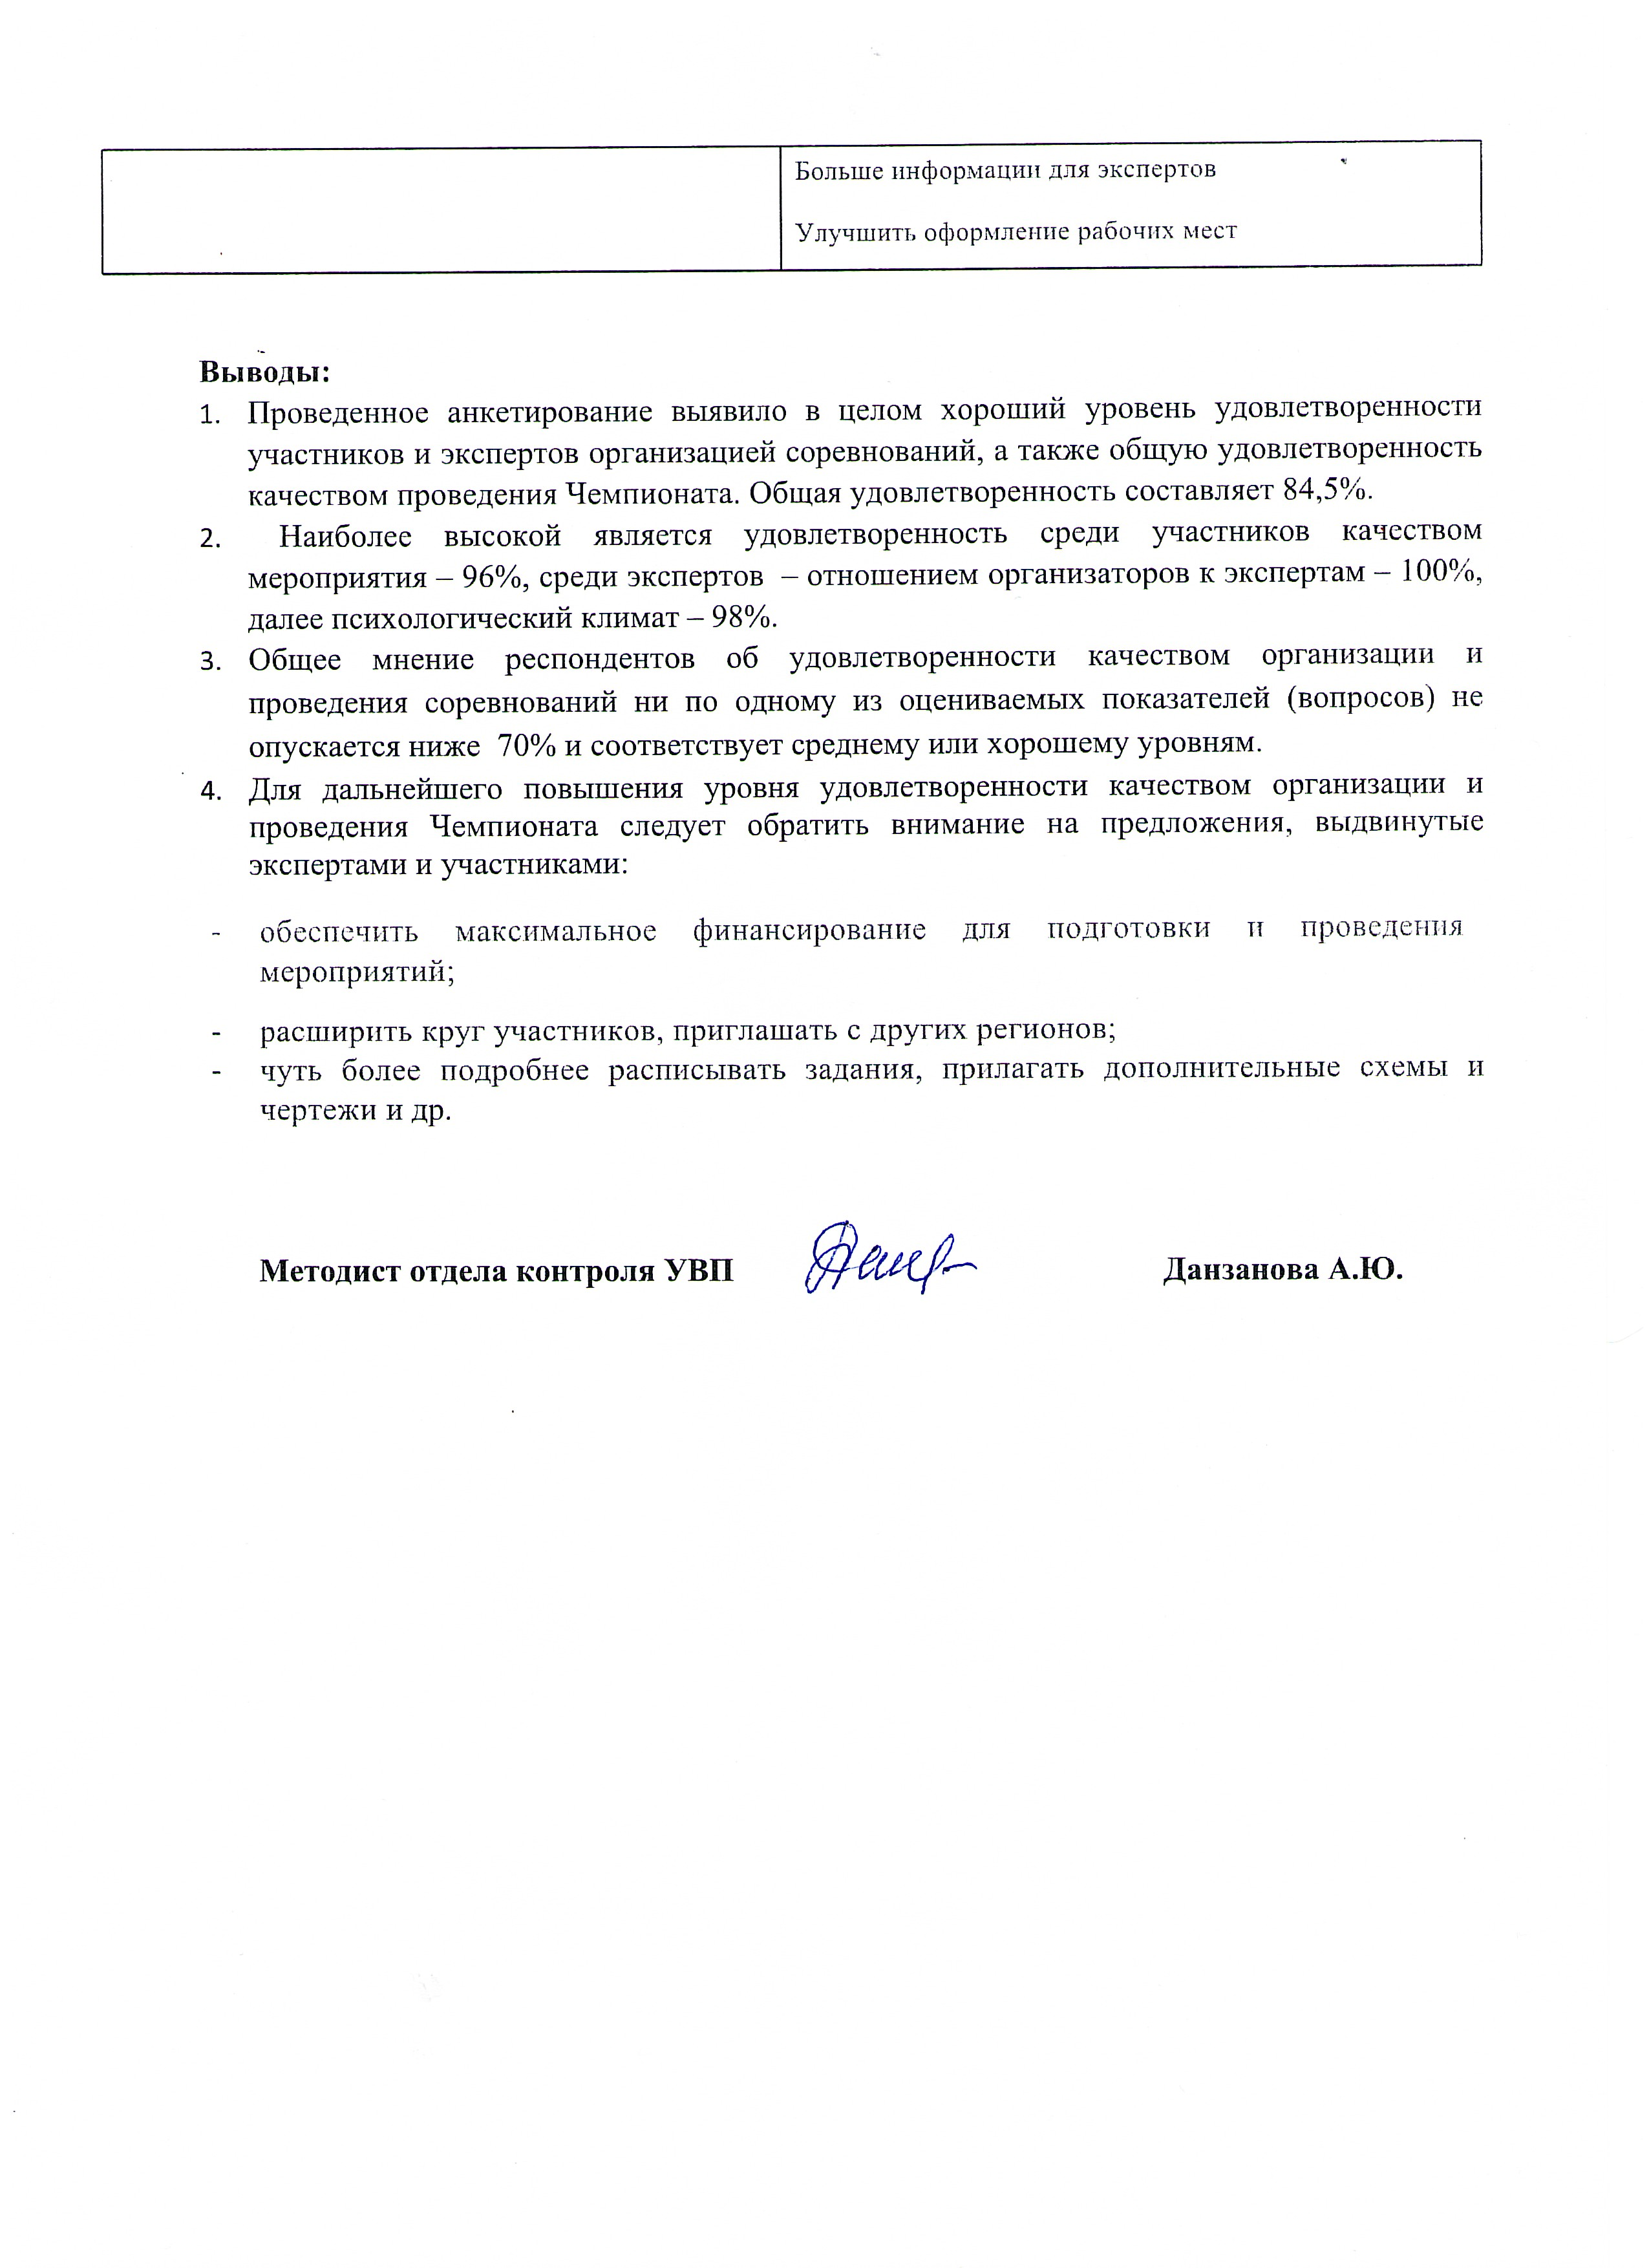 Больше информации для экспертов
Улучшить оформление рабочих мест
Выводы:
1. Проведенное анкетирование выявило в целом хороший уровень удовлетворенности
участников и экспертов организацией соревнований, а также общую удовлетворенность
качеством проведения Чемпионата. Общая удовлетворенность составляет 84,5%.
2. Наиболее высокой является удовлетворенность среди участников качеством
мероприятия – 96%, среди экспертов – отношением организаторов к экспертам – 100%,
далее психологический климат – 98%.
3. Общее мнение респондентов об удовлетворенности качеством организации и
проведения соревнований ни по одному из оцениваемых показателей (вопросов) не
опускается ниже 70% и соответствует среднему или хорошему уровням.
4. Для дальнейшего повышения уровня удовлетворенности качеством организации и
проведения Чемпионата следует обратить внимание на предложения, выдвинутые
экспертами и участниками:
- обеспечить максимальное финансирование для подготовки и проведения
мероприятий;
- расширить круг участников, приглашать с других регионов;
- чуть более подробнее расписывать задания, прилагать дополнительные схемы и
чертежи и др.
Методист отдела контроля УВП Данзанова А.Ю.